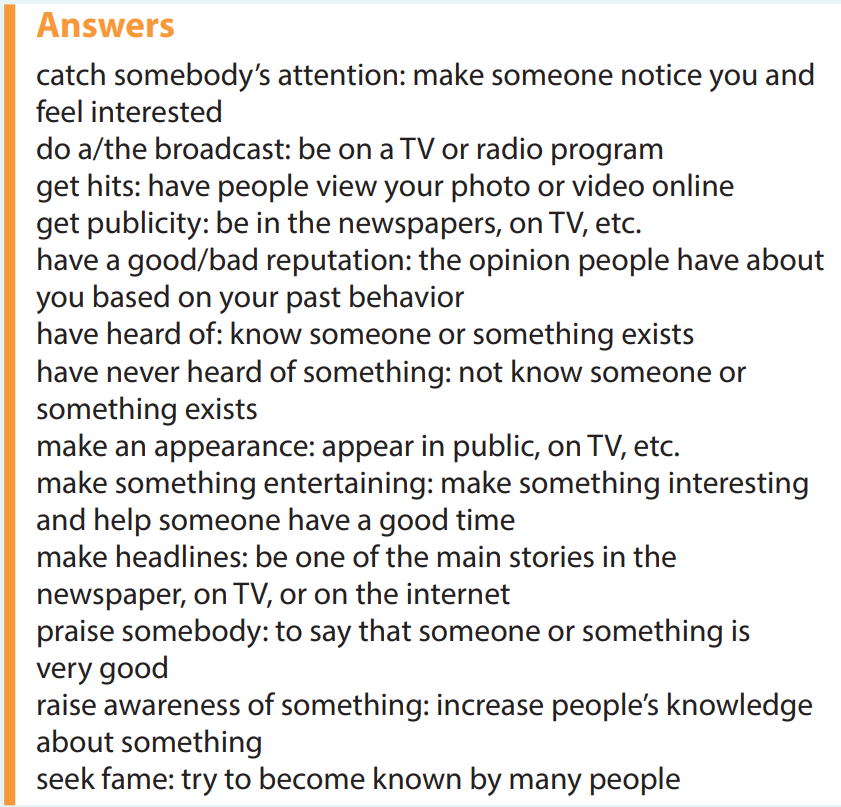 Answers
catch somebody’s attention: make someone notice you and
feel interested
do a/the broadcast: be on a TV or radio program
get hits: have people view your photo or video online
get publicity: be in the newspapers, on TV, etc.
have a good/bad reputation: the opinion people have about
you based on your past behavior
have heard of: know someone or something exists
have never heard of something: not know someone or
something exists
make an appearance: appear in public, on TV, etc.
make something entertaining: make something interesting
and help someone have a good time
make headlines: be one of the main stories in the
newspaper, on TV, or on the internet
praise somebody: to say that someone or something is
very good
raise awareness of something: increase people’s knowledge
about something
seek fame: try to become known by many people